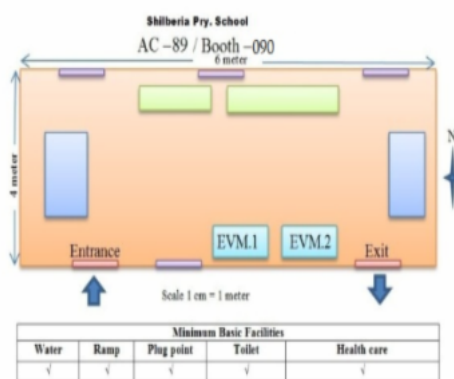 Shilberia Pry. School
AC –89 / Booth –090
6 meter
4 meter
N
EVM.1 EVM.2
Entrance Exit
Scale 1 cm = 1 meter
Minimum Basic Facilities
Water Ramp Plug point Toilet Health care
√ √ √ √ √